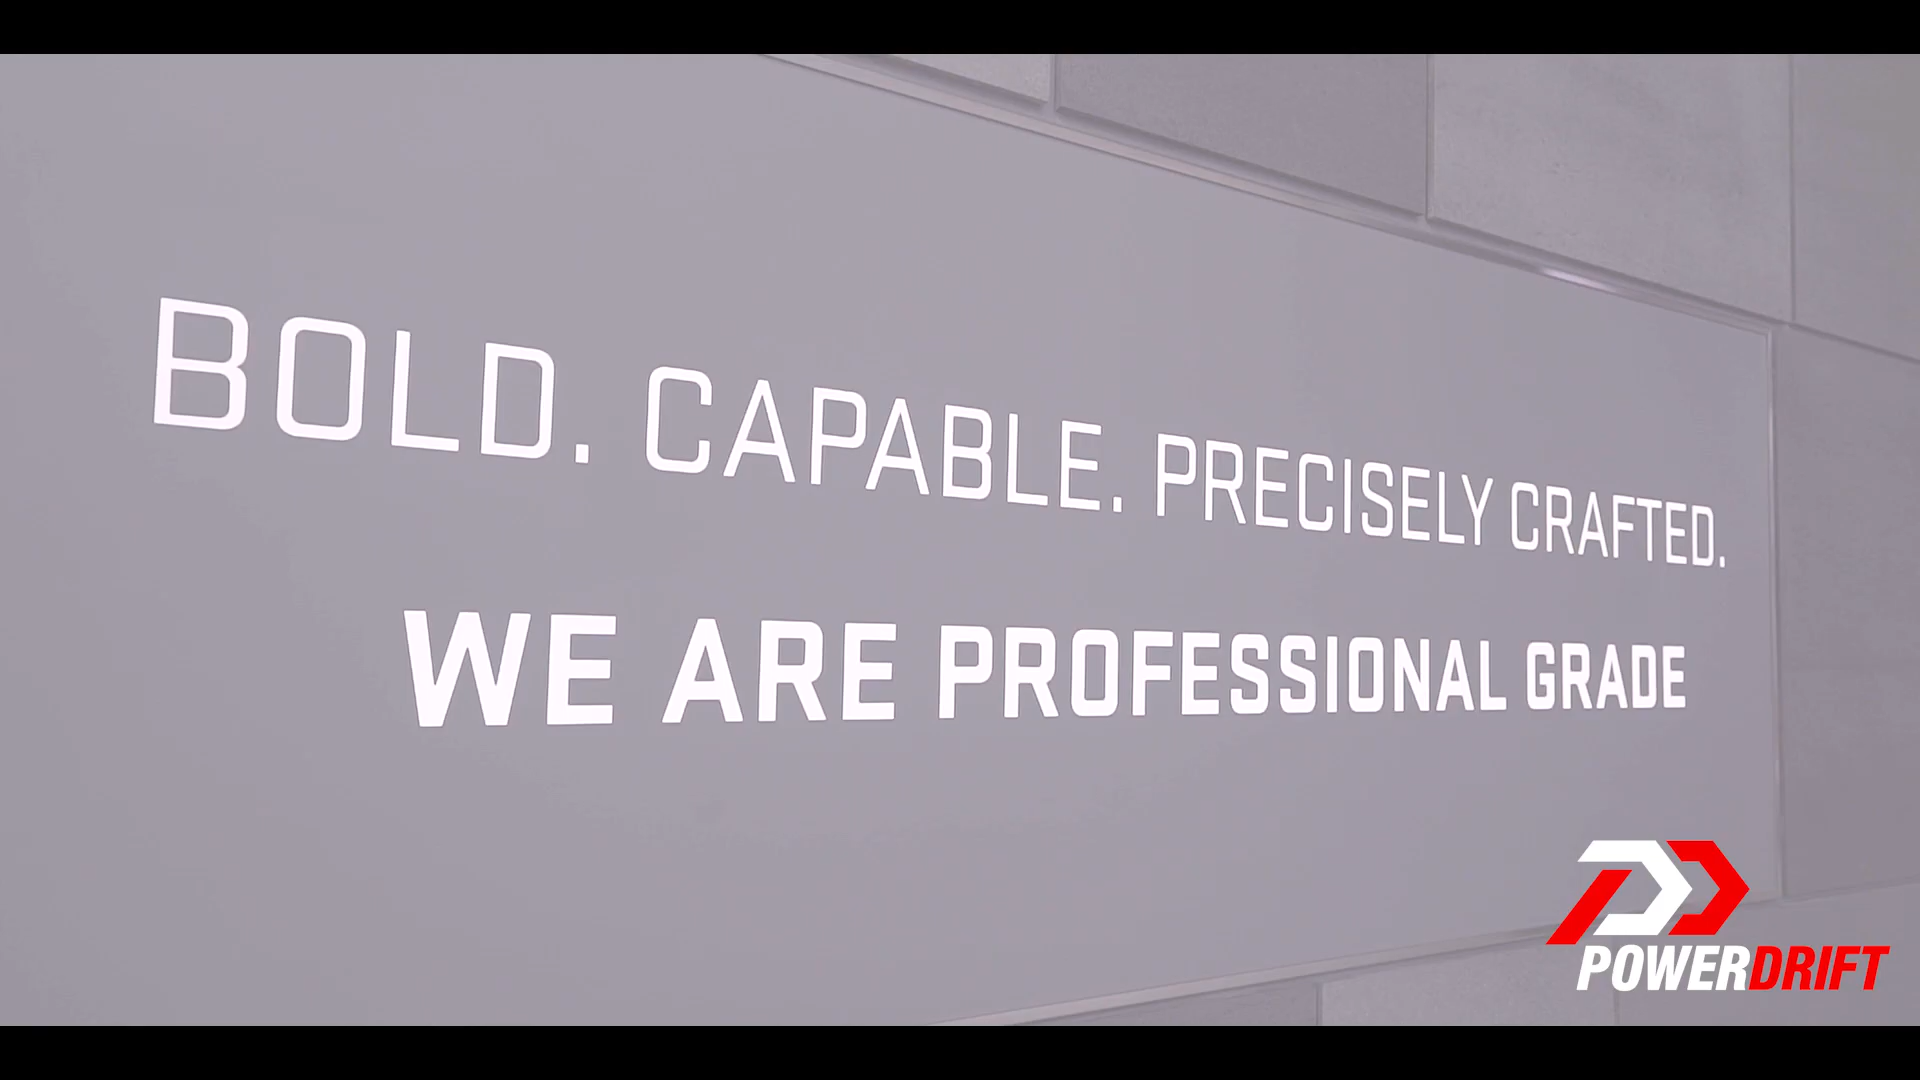 BOLD. CAPABLE. PRECISELY CRAFTED.
WE ARE PROFESSIONAL GRADE
POWERDRIFT